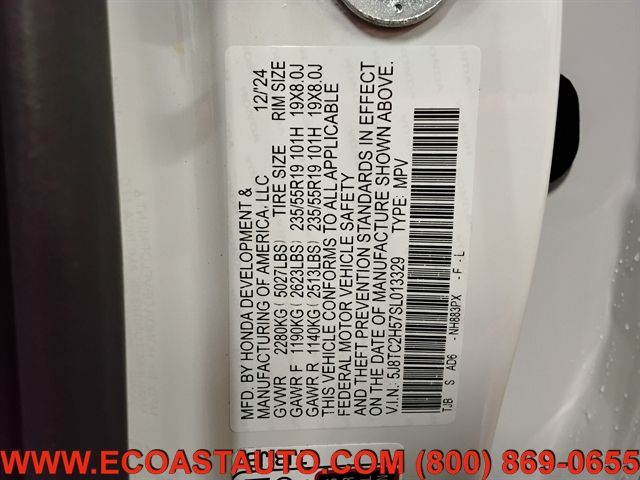 MFD. BY HONDA DEVELOPMENT &
MANUFACTURING OF AMERICA, LLC 12/'24
GVWR 2280KG ( 5027LBS) TIRE SIZE RIM SIZE
GAWR F 1190KG ( 2623LBS) 235/55R19 101H 19X8.0J
GAWR R 1140KG ( 2513LBS) 235/55R19 101H 19X8.0J
THIS VEHICLE CONFORMS TO ALL APPLICABLE
FEDERAL MOTOR VEHICLE SAFETY
AND THEFT PREVENTION STANDARDS IN EFFECT
ON THE DATE OF MANUFACTURE SHOWN ABOVE.
V.I.N.: 5J8TC2H57SL013329 TYPE: MPV
TJB S AD6 - NH883PX - F - L
WWW.ECOASTAUTO.COM (800) 869-0655